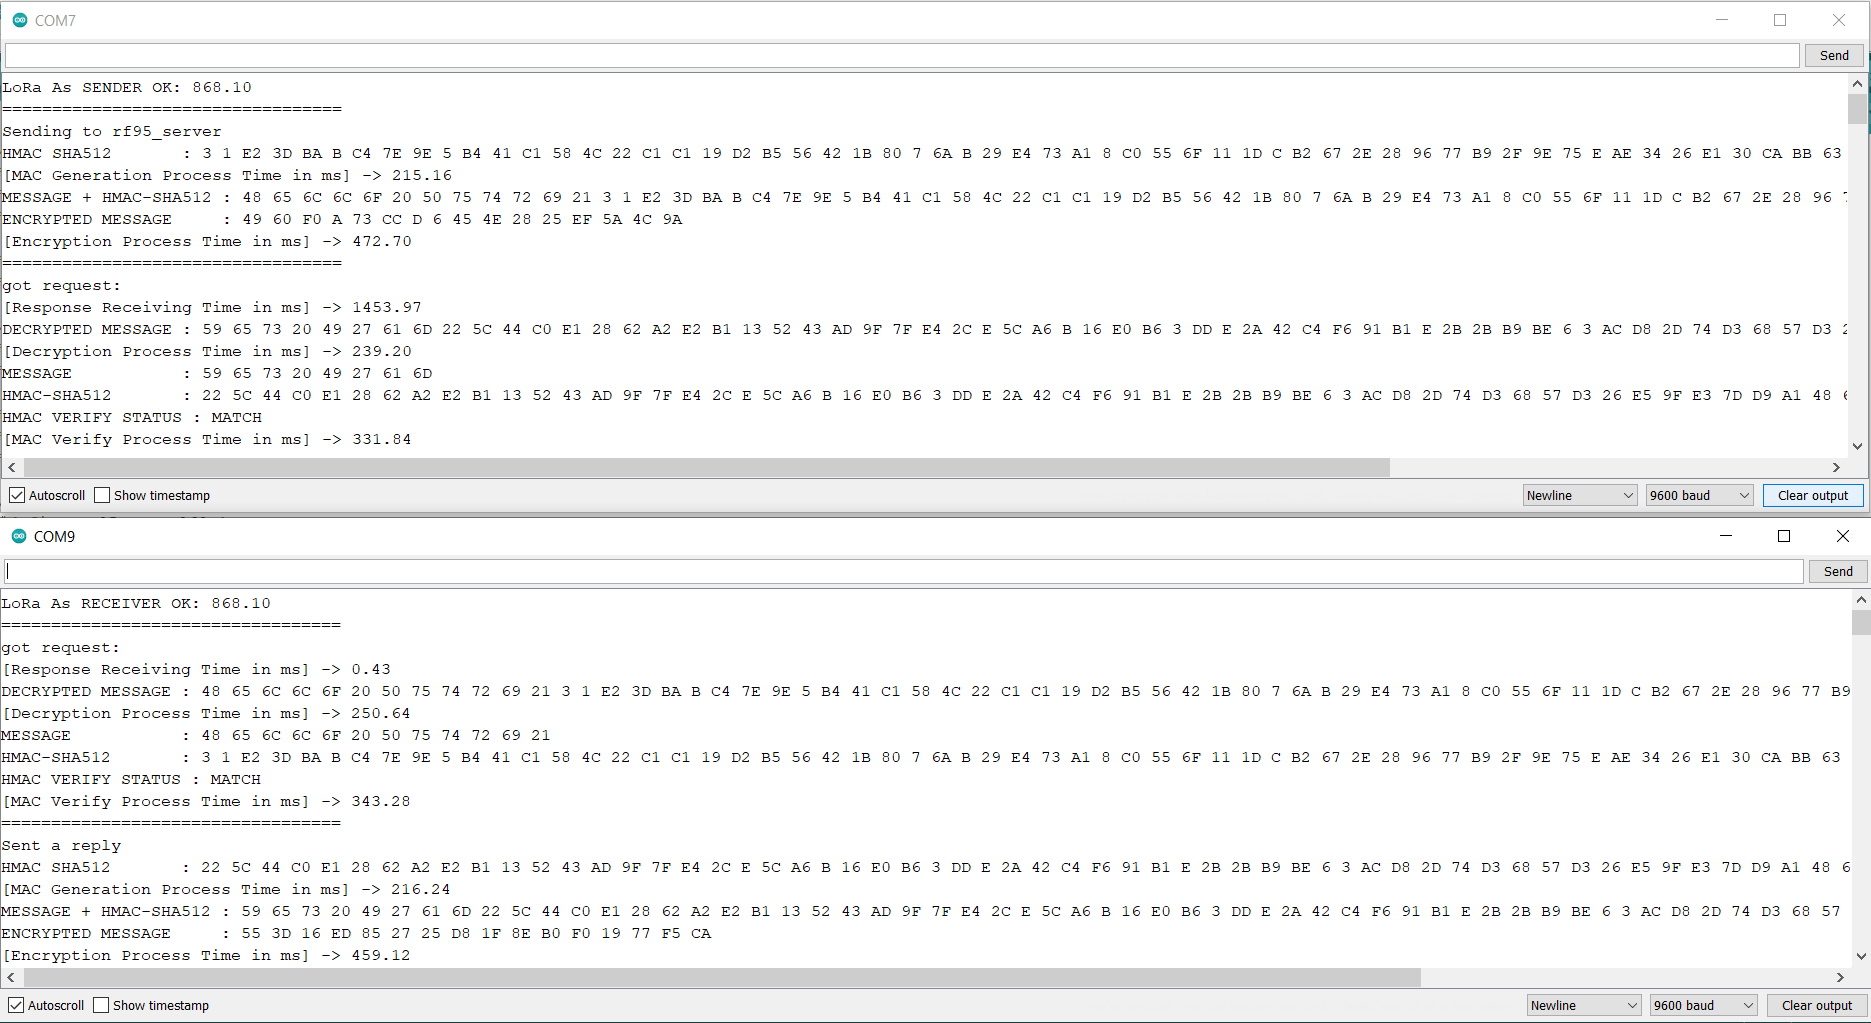 COM7
Send
LoRa As SENDER OK: 868.10
==================================
Sending to rf95_server
HMAC SHA512 : 3 1 E2 3D BA B C4 7E 9E 5 B4 41 C1 58 4C 22 C1 C1 19 D2 B5 56 42 1B 80 7 6A B 29 E4 73 A1 8 C0 55 6F 11 1D C B2 67 2E 28 96 77 B9 2F 9E 75 E AE 34 26 E1 30 CA BB 63
[MAC Generation Process Time in ms] -> 215.16
MESSAGE + HMAC-SHA512 : 48 65 6C 6C 6F 20 50 75 74 72 69 21 3 1 E2 3D BA B C4 7E 9E 5 B4 41 C1 58 4C 22 C1 C1 19 D2 B5 56 42 1B 80 7 6A B 29 E4 73 A1 8 C0 55 6F 11 1D C B2 67 2E 28 96
ENCRYPTED MESSAGE : 49 60 F0 A 73 CC D 6 45 4E 28 25 EF 5A 4C 9A
[Encryption Process Time in ms] -> 472.70
==================================
got request:
[Response Receiving Time in ms] -> 1453.97
DECRYPTED MESSAGE : 59 65 73 20 49 27 61 6D 22 5C 44 C0 E1 28 62 A2 E2 B1 13 52 43 AD 9F 7F E4 2C E 5C A6 B 16 E0 B6 3 DD E 2A 42 C4 F6 91 B1 E 2B 2B B9 BE 6 3 AC D8 2D 74 D3 68 57 D3
[Decryption Process Time in ms] -> 239.20
MESSAGE : 59 65 73 20 49 27 61 6D
HMAC-SHA512 : 22 5C 44 C0 E1 28 62 A2 E2 B1 13 52 43 AD 9F 7F E4 2C E 5C A6 B 16 E0 B6 3 DD E 2A 42 C4 F6 91 B1 E 2B 2B B9 BE 6 3 AC D8 2D 74 D3 68 57 D3 26 E5 9F E3 7D D9 A1 48
HMAC VERIFY STATUS : MATCH
[MAC Verify Process Time in ms] -> 331.84
Autoscroll Show timestamp Newline 9600 baud Clear output
COM9
Send
LoRa As RECEIVER OK: 868.10
==================================
got request:
[Response Receiving Time in ms] -> 0.43
DECRYPTED MESSAGE : 48 65 6C 6C 6F 20 50 75 74 72 69 21 3 1 E2 3D BA B C4 7E 9E 5 B4 41 C1 58 4C 22 C1 C1 19 D2 B5 56 42 1B 80 7 6A B 29 E4 73 A1 8 C0 55 6F 11 1D C B2 67 2E 28 96 77 B9
[Decryption Process Time in ms] -> 250.64
MESSAGE : 48 65 6C 6C 6F 20 50 75 74 72 69 21
HMAC-SHA512 : 3 1 E2 3D BA B C4 7E 9E 5 B4 41 C1 58 4C 22 C1 C1 19 D2 B5 56 42 1B 80 7 6A B 29 E4 73 A1 8 C0 55 6F 11 1D C B2 67 2E 28 96 77 B9 2F 9E 75 E AE 34 26 E1 30 CA BB 63
HMAC VERIFY STATUS : MATCH
[MAC Verify Process Time in ms] -> 343.28
==================================
Sent a reply
HMAC SHA512 : 22 5C 44 C0 E1 28 62 A2 E2 B1 13 52 43 AD 9F 7F E4 2C E 5C A6 B 16 E0 B6 3 DD E 2A 42 C4 F6 91 B1 E 2B 2B B9 BE 6 3 AC D8 2D 74 D3 68 57 D3 26 E5 9F E3 7D D9 A1 48 6
[MAC Generation Process Time in ms] -> 216.24
MESSAGE + HMAC-SHA512 : 59 65 73 20 49 27 61 6D 22 5C 44 C0 E1 28 62 A2 E2 B1 13 52 43 AD 9F 7F E4 2C E 5C A6 B 16 E0 B6 3 DD E 2A 42 C4 F6 91 B1 E 2B 2B B9 BE 6 3 AC D8 2D 74 D3 68 57
ENCRYPTED MESSAGE : 55 3D 16 ED 85 27 25 D8 1F 8E B0 F0 19 77 F5 CA
[Encryption Process Time in ms] -> 459.12
Autoscroll Show timestamp Newline 9600 baud Clear output